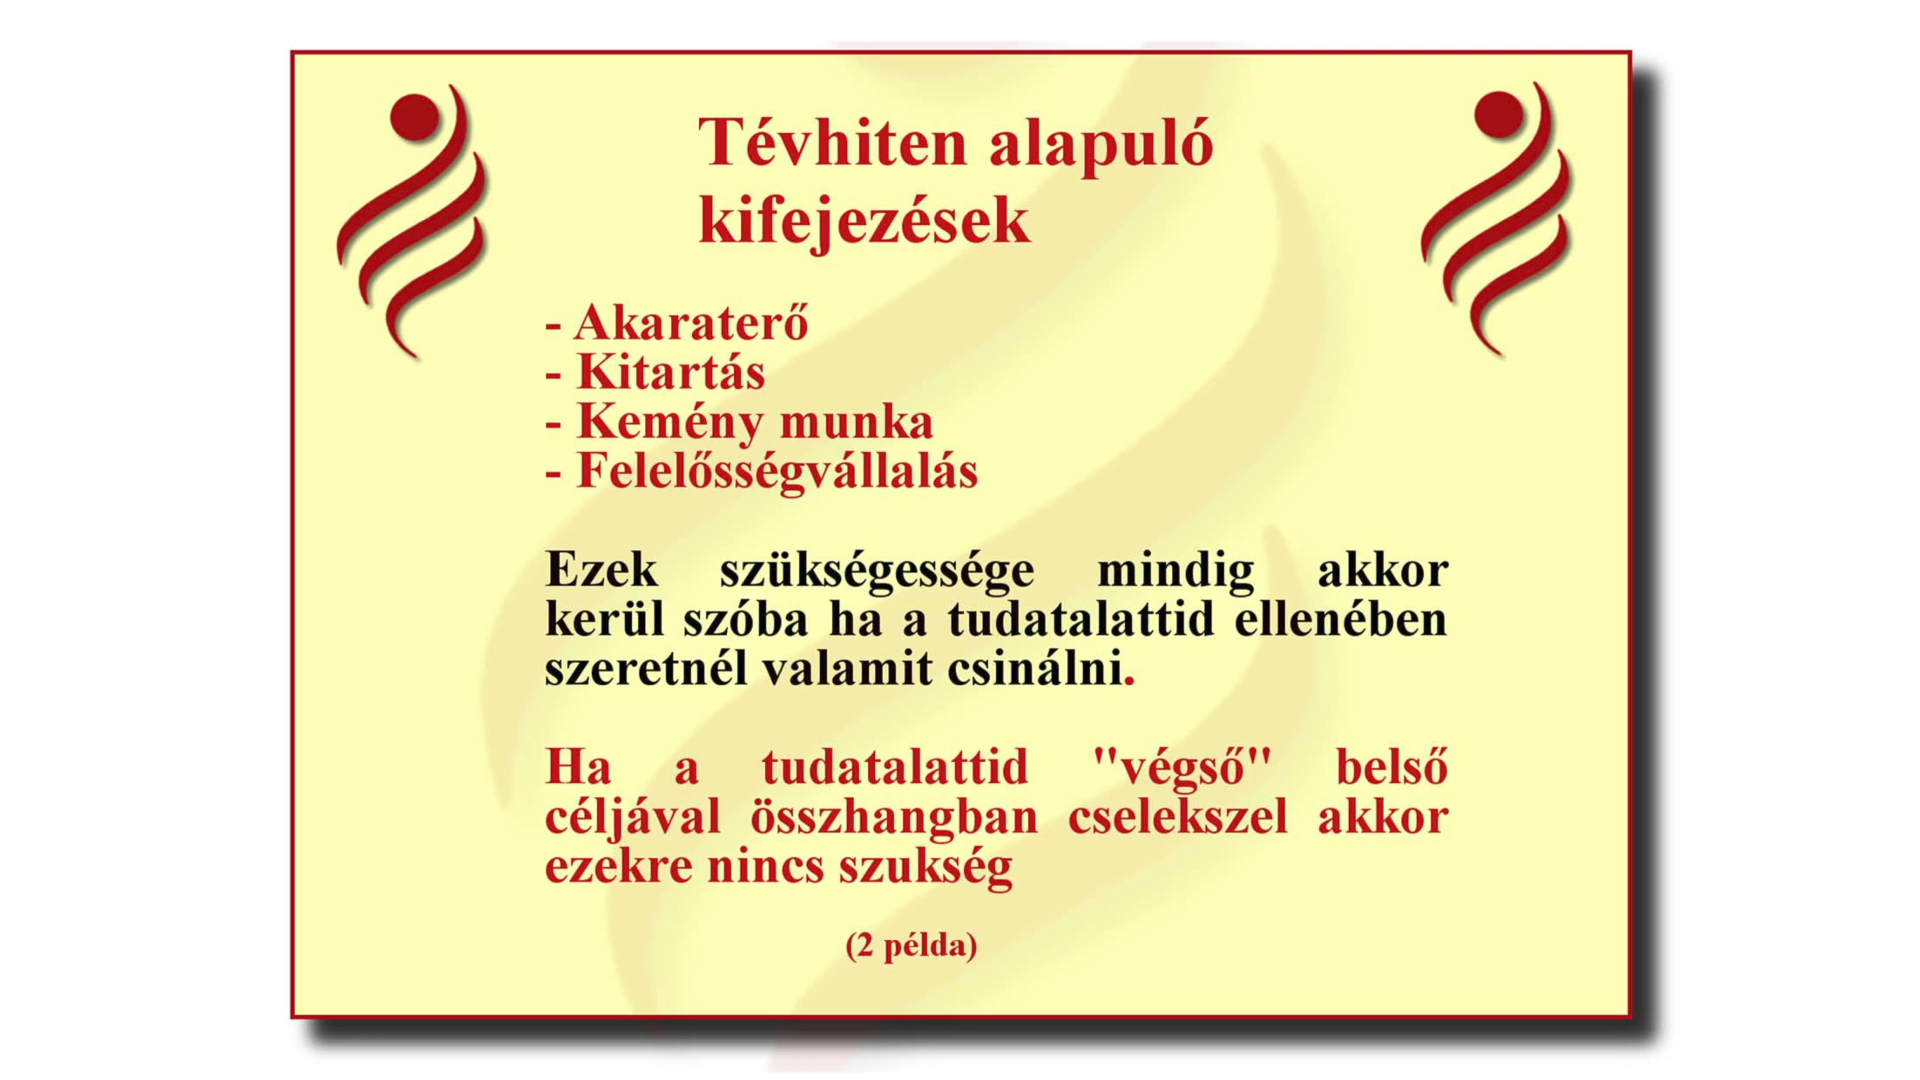 Tévhiten alapuló
kifejezések
- Akaraterő
- Kitartás
- Kemény munka
- Felelősségvállalás
Ezek szükségessége mindig akkor
kerül szóba ha a tudatalattid ellenében
szeretnél valamit csinálni.
Ha a tudatalattid "végső" belső
céljával összhangban cselekszel akkor
ezekre nincs szukség
(2 példa)